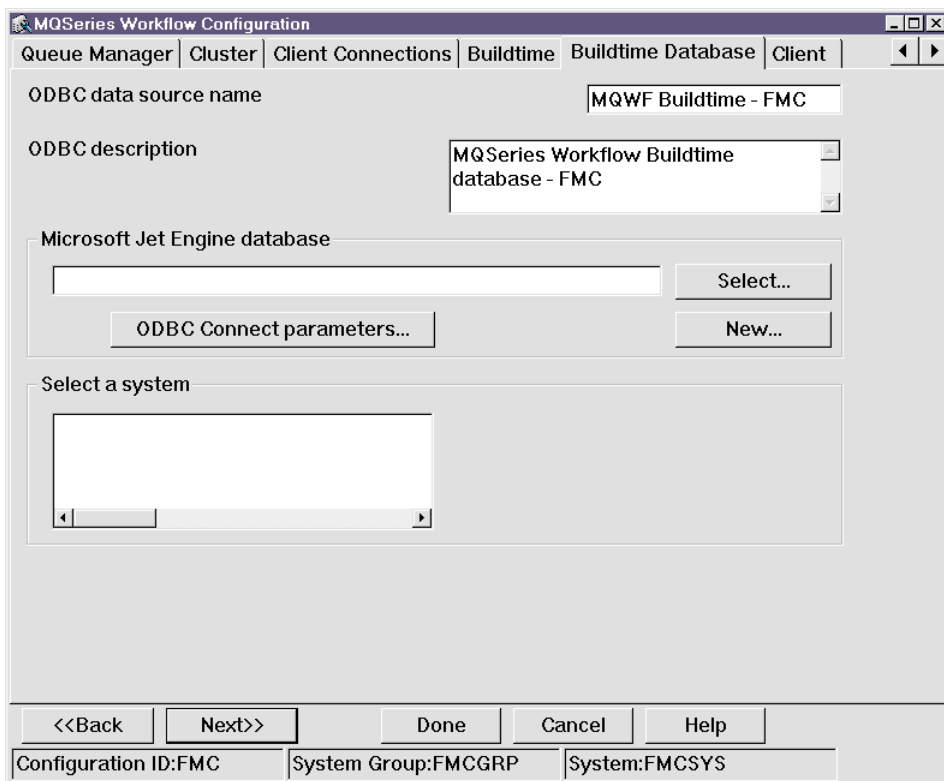 MQSeries Workflow Configuration
Queue Manager Cluster Client Connections Buildtime Buildtime Database Client
ODBC data source name
MQWF Buildtime - FMC
ODBC description
MQSeries Workflow Buildtime
database - FMC
Microsoft Jet Engine database
Select...
ODBC Connect parameters...
New...
Select a system
<<Back Next>> Done Cancel Help
Configuration ID:FMC System Group:FMCGRP System:FMCSYS